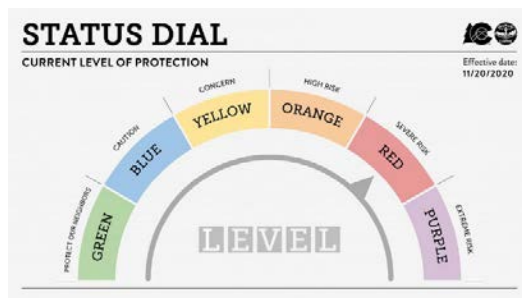 STATUS DIAL
CURRENT LEVEL OF PROTECTION
Effective date:
11/20/2020
PROTECT OUR NEIGHBORS
CAUTION
CONCERN
HIGH RISK
SEVERE RISK
EXTREME RISK
GREEN
BLUE
YELLOW
ORANGE
RED
PURPLE
LEVEL